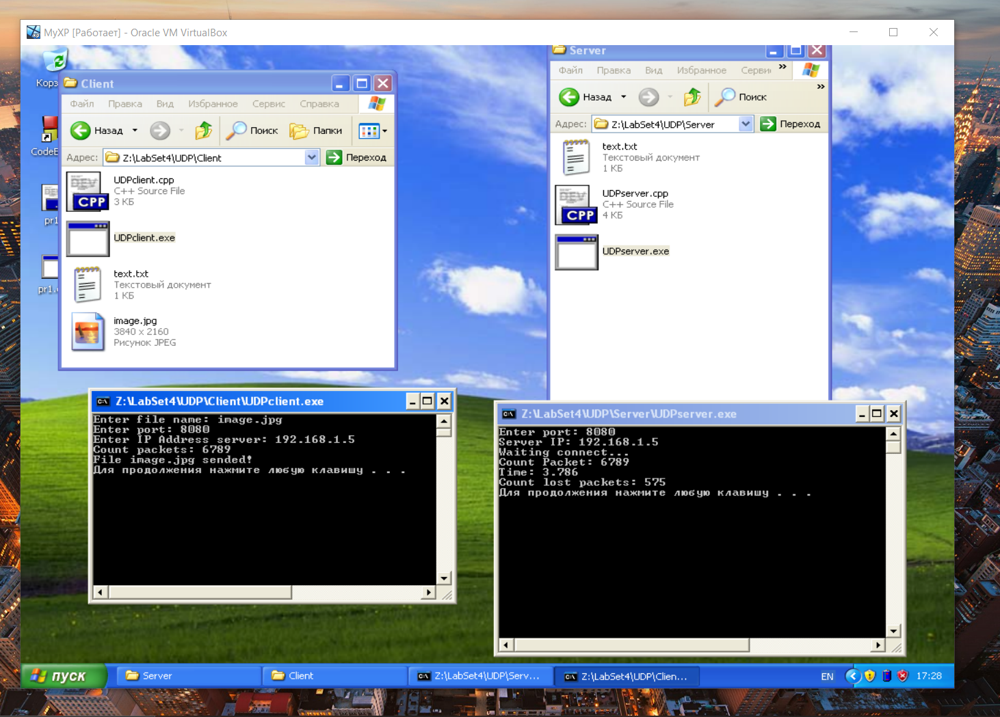 MyXP [Работает] - Oracle VM VirtualBox
Client
Файл Правка Вид Избранное Сервис Справка
Назад Поиск Папки
Адрес: Z:\LabSet4\UDP\Client Переход
UDPclient.cpp
C++ Source File
3 КБ
UDPclient.exe
text.txt
Текстовый документ
1 КБ
image.jpg
3840 x 2160
Рисунок JPEG
Server
Файл Правка Вид Избранное Серви
Назад Поиск
Адрес: Z:\LabSet4\UDP\Server Переход
text.txt
Текстовый документ
1 КБ
UDPserver.cpp
C++ Source File
4 КБ
UDPserver.exe
Корз
CodeE
pr1
pr1.
Z:\LabSet4\UDP\Client\UDPclient.exe
Enter file name: image.jpg
Enter port: 8080
Enter IP Address server: 192.168.1.5
Count packets: 6789
File image.jpg sended!
Для продолжения нажмите любую клавишу . . .
Z:\LabSet4\UDP\Server\UDPserver.exe
Enter port: 8080
Server IP: 192.168.1.5
Waiting connect...
Count Packet: 6789
Time: 3.786
Count lost packets: 575
Для продолжения нажмите любую клавишу . . .
пуск Server Client Z:\LabSet4\UDP\Serv... Z:\LabSet4\UDP\Clien... EN 17:28